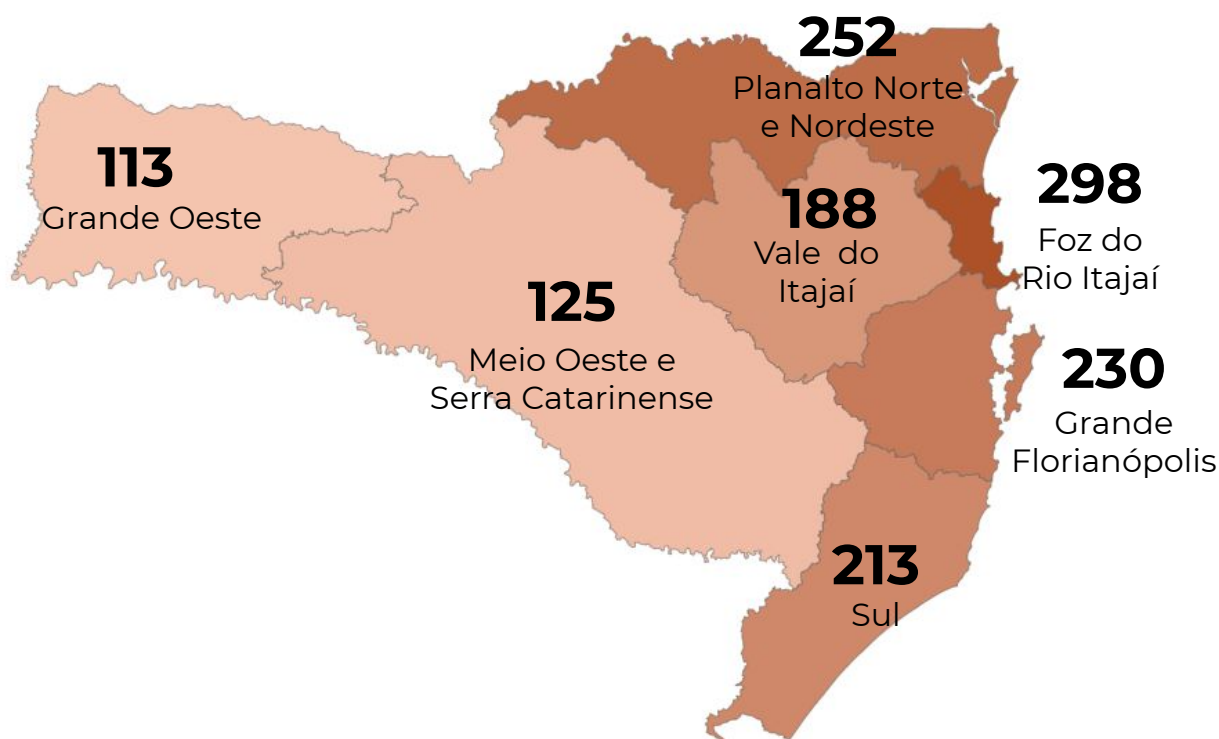 252
Planalto Norte
e Nordeste
113
Grande Oeste
298
Foz do
Rio Itajaí
188
Vale do
Itajaí
125
Meio Oeste e
Serra Catarinense
230
Grande
Florianópolis
213
Sul